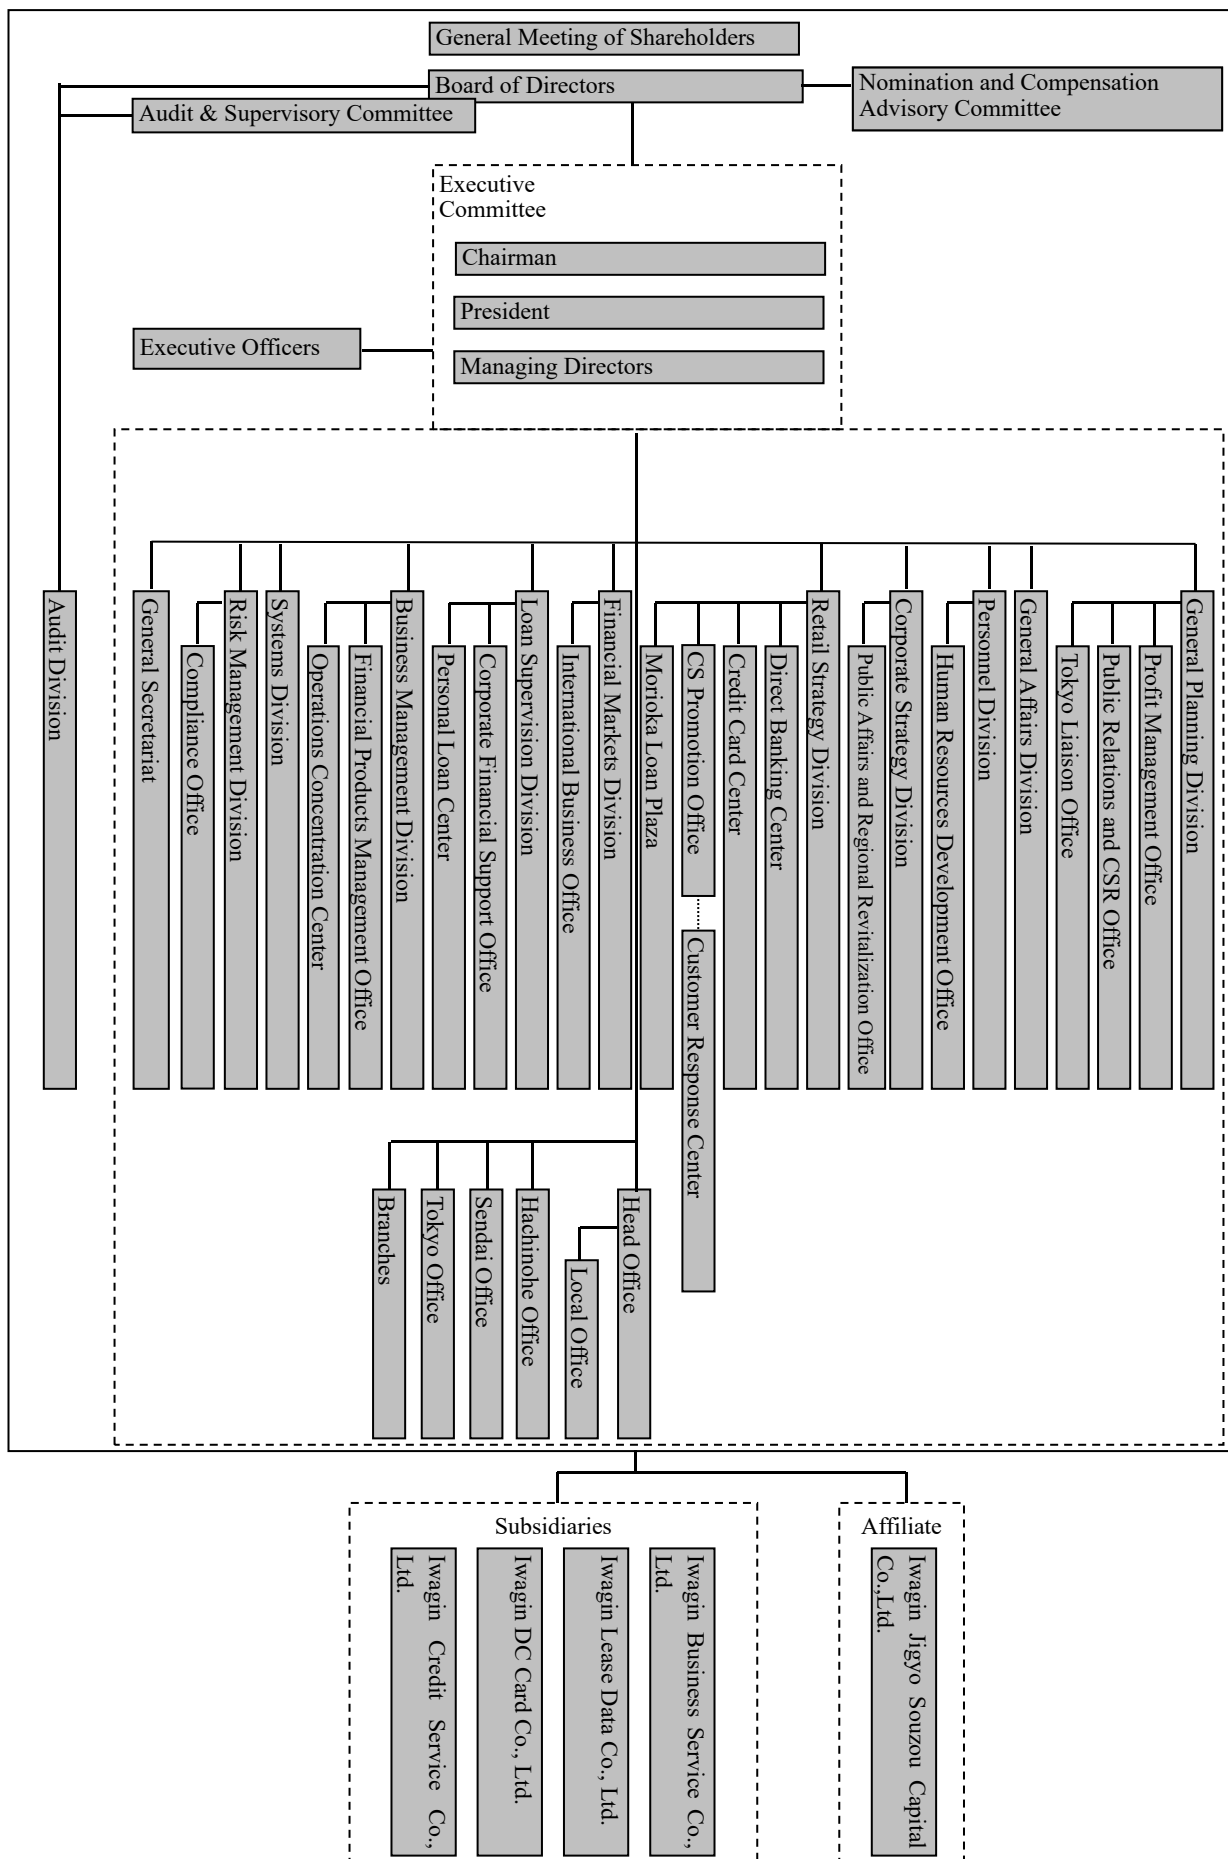 General Meeting of Shareholders
Board of Directors
Nomination and Compensation
Advisory Committee
Audit & Supervisory Committee
Executive
Committee
Chairman
President
Executive Officers
Managing Directors
Audit Division
General Secretariat
Compliance Office
Risk Management Division
Systems Division
Operations Concentration Center
Financial Products Management Office
Business Management Division
Personal Loan Center
Corporate Financial Support Office
Loan Supervision Division
International Business Office
Financial Markets Division
Morioka Loan Plaza
CS Promotion Office
Customer Response Center
Credit Card Center
Direct Banking Center
Retail Strategy Division
Public Affairs and Regional Revitalization Office
Corporate Strategy Division
Human Resources Development Office
Personnel Division
General Affairs Division
Tokyo Liaison Office
Public Relations and CSR Office
Profit Management Office
General Planning Division
Branches
Tokyo Office
Sendai Office
Hachinohe Office
Local Office
Head Office
Subsidiaries
Iwagin Credit Service Co.,
Ltd.
Iwagin DC Card Co., Ltd.
Iwagin Lease Data Co., Ltd.
Iwagin Business Service Co.,
Ltd.
Affiliate
Iwagin Jigyo Souzou Capital
Co.,Ltd.